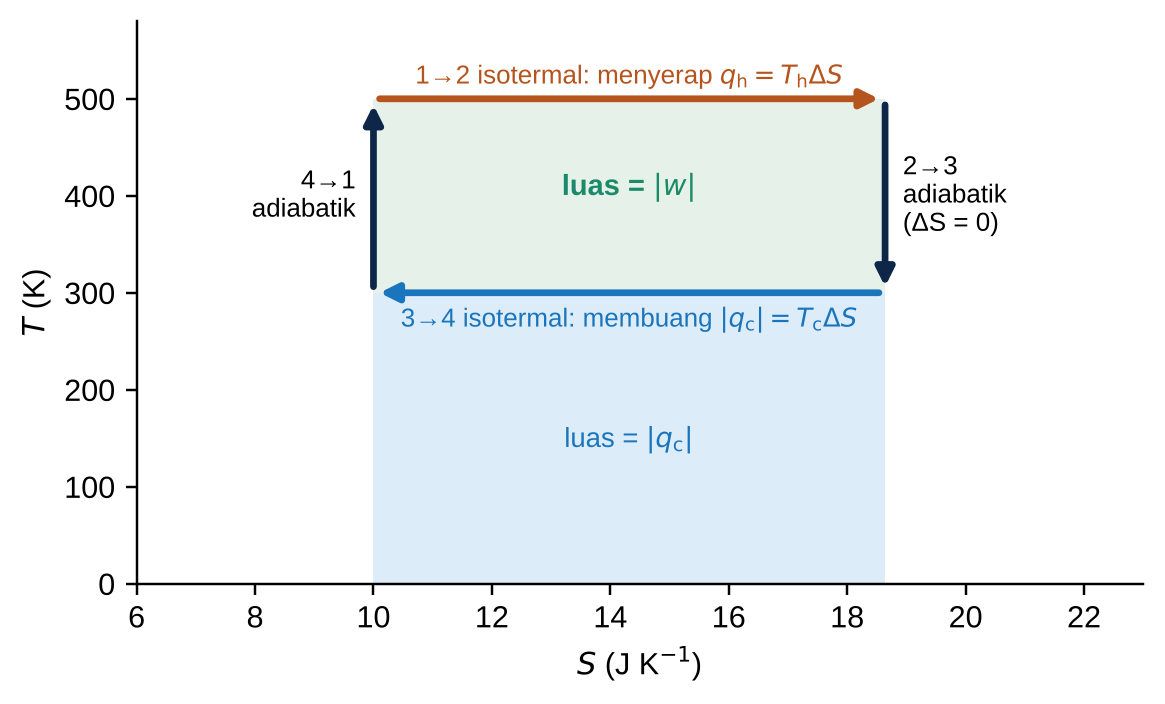 1→2 isotermal: menyerap qh = ThΔS
500
400
300
200
100
0
T (K)
4→1
adiabatik
luas = |w|
2→3
adiabatik
(ΔS = 0)
3→4 isotermal: membuang |qc| = TcΔS
luas = |qc|
6 8 10 12 14 16 18 20 22
S (J K⁻¹)